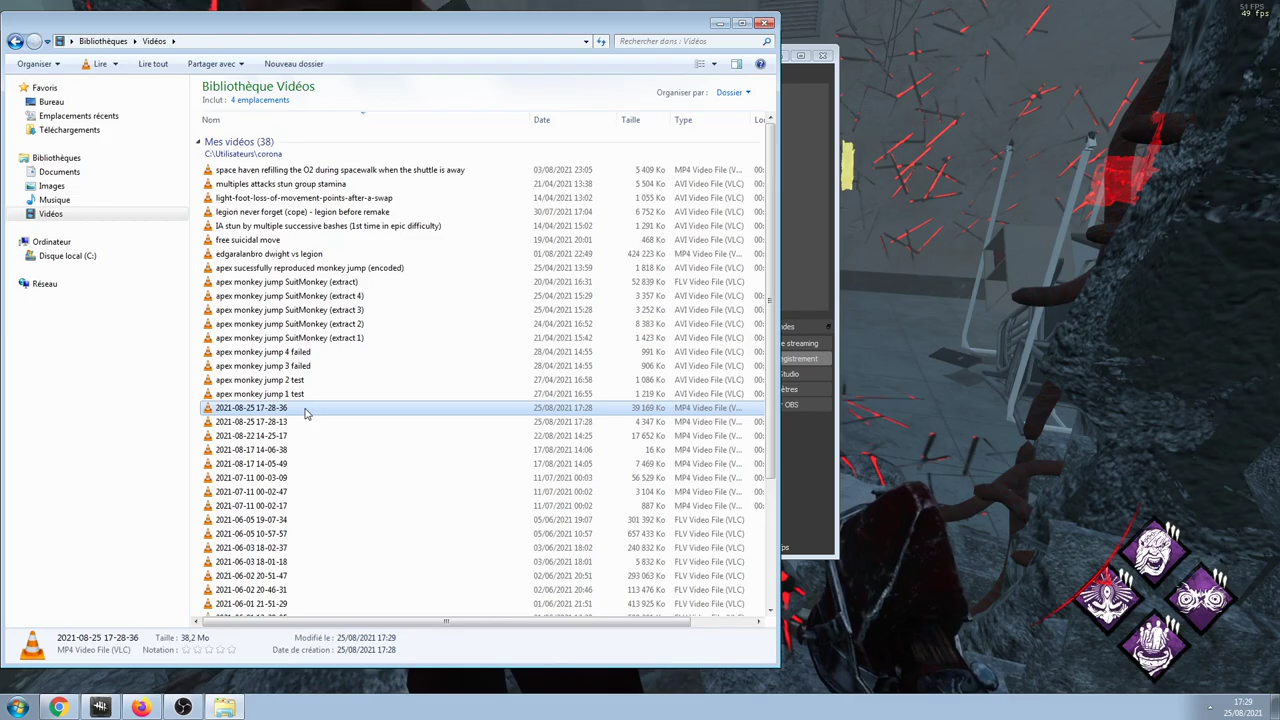 51 FPS
49 fps
Bibliothèques Vidéos
Rechercher dans : Vidéos
Organiser Lire Lire tout Partager avec Nouveau dossier
Favoris
Bureau
Emplacements récents
Téléchargements
Bibliothèques
Documents
Images
Musique
Vidéos
Ordinateur
Disque local (C:)
Réseau
Bibliothèque Vidéos
Inclut : 4 emplacements
Organiser par : Dossier
Nom Date Taille Type Lo
Mes vidéos (38)
C:\Utilisateurs\corona
space haven refilling the O2 during spacewalk when the shuttle is away 03/08/2021 23:05 5 409 Ko MP4 Video File (V... 00:
multiples attacks stun group stamina 21/04/2021 13:38 5 504 Ko AVI Video File (VLC)
light-foot-loss-of-movement-points-after-a-swap 14/04/2021 13:02 1 055 Ko AVI Video File (VLC)
legion never forget (cope) - legion before remake 30/07/2021 17:04 6 752 Ko AVI Video File (VLC)
IA stun by multiple successive bashes (1st time in epic difficulty) 14/04/2021 15:02 1 291 Ko AVI Video File (VLC)
free suicidal move 19/04/2021 20:01 468 Ko AVI Video File (VLC)
edgaralanbro dwight vs legion 01/08/2021 22:49 424 223 Ko MP4 Video File (V... 00:
apex sucessfully reproduced monkey jump (encoded) 25/04/2021 13:59 1 818 Ko AVI Video File (VLC)
apex monkey jump SuitMonkey (extract) 20/04/2021 16:31 52 839 Ko FLV Video File (VLC)
apex monkey jump SuitMonkey (extract 4) 25/04/2021 15:29 3 357 Ko AVI Video File (VLC)
apex monkey jump SuitMonkey (extract 3) 25/04/2021 15:28 3 252 Ko AVI Video File (VLC)
apex monkey jump SuitMonkey (extract 2) 24/04/2021 16:52 8 383 Ko AVI Video File (VLC)
apex monkey jump SuitMonkey (extract 1) 21/04/2021 15:42 1 423 Ko AVI Video File (VLC)
apex monkey jump 4 failed 28/04/2021 14:55 991 Ko AVI Video File (VLC)
apex monkey jump 3 failed 28/04/2021 14:55 906 Ko AVI Video File (VLC)
apex monkey jump 2 test 27/04/2021 16:58 1 086 Ko AVI Video File (VLC)
apex monkey jump 1 test 27/04/2021 16:55 1 219 Ko AVI Video File (VLC)
2021-08-25 17-28-36 25/08/2021 17:28 39 169 Ko MP4 Video File (V... 00:
2021-08-25 17-28-13 25/08/2021 17:28 4 347 Ko MP4 Video File (V... 00:
2021-08-22 14-25-17 22/08/2021 14:25 17 652 Ko MP4 Video File (V... 00:
2021-08-17 14-06-38 17/08/2021 14:06 16 Ko MP4 Video File (V... 00:
2021-08-17 14-05-49 17/08/2021 14:05 7 469 Ko MP4 Video File (V... 00:
2021-07-11 00-03-09 11/07/2021 00:03 56 529 Ko MP4 Video File (V... 00:
2021-07-11 00-02-47 11/07/2021 00:02 3 104 Ko MP4 Video File (V... 00:
2021-07-11 00-02-17 11/07/2021 00:02 887 Ko MP4 Video File (V... 00:
2021-06-05 19-07-34 05/06/2021 19:07 301 392 Ko FLV Video File (VLC)
2021-06-05 10-57-57 05/06/2021 10:57 657 433 Ko FLV Video File (VLC)
2021-06-03 18-02-37 03/06/2021 18:02 240 832 Ko FLV Video File (VLC)
2021-06-03 18-01-18 03/06/2021 18:01 5 832 Ko FLV Video File (VLC)
2021-06-02 20-51-47 02/06/2021 20:51 293 063 Ko FLV Video File (VLC)
2021-06-02 20-46-31 02/06/2021 20:46 113 476 Ko FLV Video File (VLC)
2021-06-01 21-51-29 01/06/2021 21:51 413 925 Ko FLV Video File (VLC)
2021-08-25 17-28-36 Taille : 38,2 Mo Modifié le : 25/08/2021 17:29
MP4 Video File (VLC) Notation : Date de création : 25/08/2021 17:28
ndes
e streaming
egistrement
Studio
ètres
OBS
ps
17:29
25/08/2021